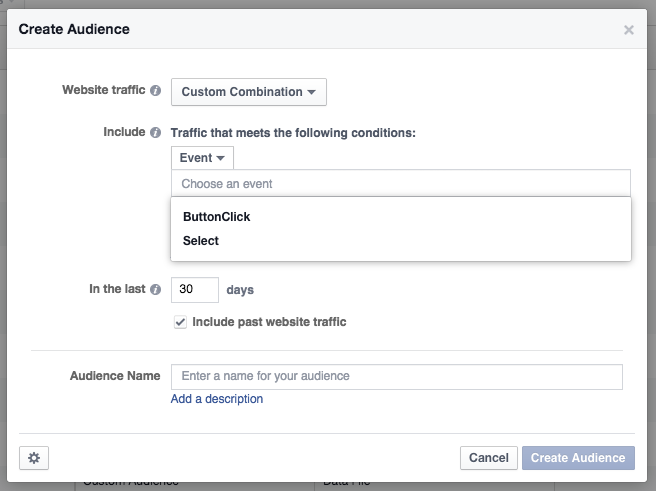 Create Audience
Website traffic Custom Combination
Include Traffic that meets the following conditions:
Event
Choose an event
ButtonClick
Select
In the last 30 days
Include past website traffic
Audience Name Enter a name for your audience
Add a description
Cancel Create Audience
Custom Audience Data File